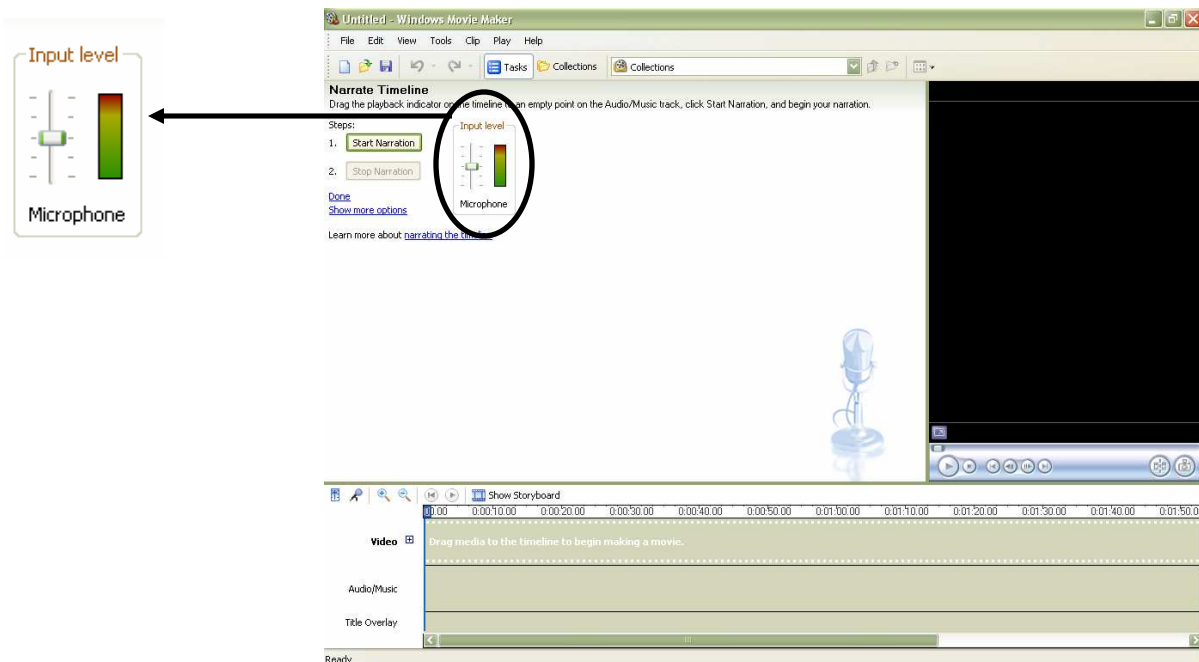 Input level
Microphone
Untitled - Windows Movie Maker
File Edit View Tools Clip Play Help
Tasks Collections Collections
Narrate Timeline
Drag the playback indicator on the timeline to an empty point on the Audio/Music track, click Start Narration, and begin your narration.
Steps:
1. Start Narration
2. Stop Narration
Input level
Microphone
Done
Show more options
Learn more about narrating the timeline
Show Storyboard
0:00:10.00 0:00:20.00 0:00:30.00 0:00:40.00 0:00:50.00 0:01:00.00 0:01:10.00 0:01:20.00 0:01:30.00 0:01:40.00
Video Drag media to the timeline to begin making a movie.
Audio/Music
Title Overlay
Ready